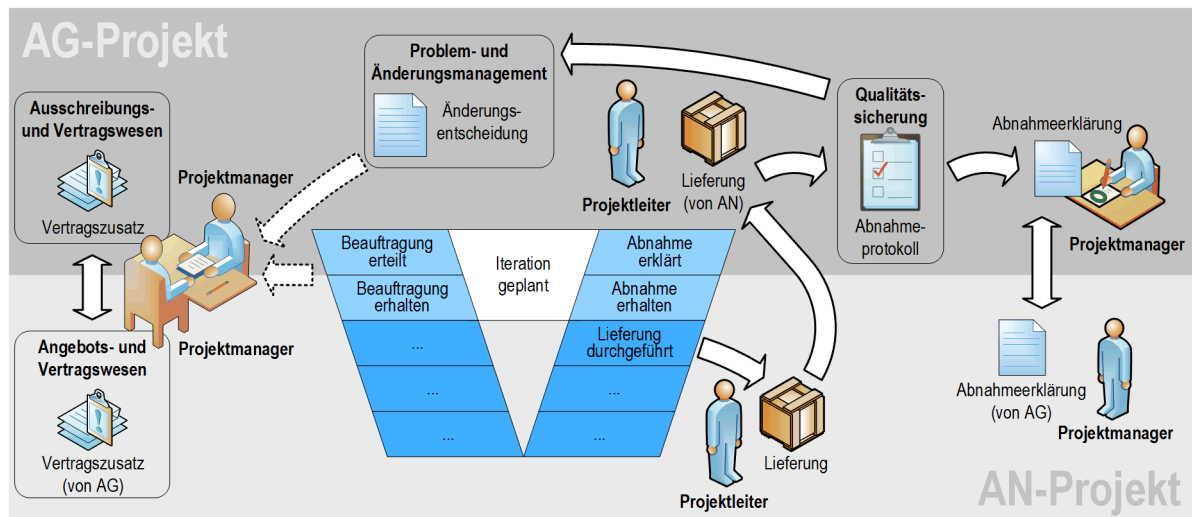 AG-Projekt
Problem- und
Änderungsmanagement
Änderungs-
entscheidung
Ausschreibungs-
und Vertragswesen
Vertragszusatz
Projektmanager
Projektmanager
Angebots- und
Vertragswesen
Vertragszusatz
(von AG)
Projektleiter
Lieferung
(von AN)
Qualitäts-
sicherung
Abnahme-
protokoll
Abnahmeerklärung
Projektmanager
Beauftragung
erteilt
Iteration
geplant
Abnahme
erklärt
Beauftragung
erhalten
Abnahme
erhalten
...
Lieferung
durchgeführt
...
...
...
...
Projektleiter
Lieferung
Abnahmeerklärung
(von AG)
Projektmanager
AN-Projekt